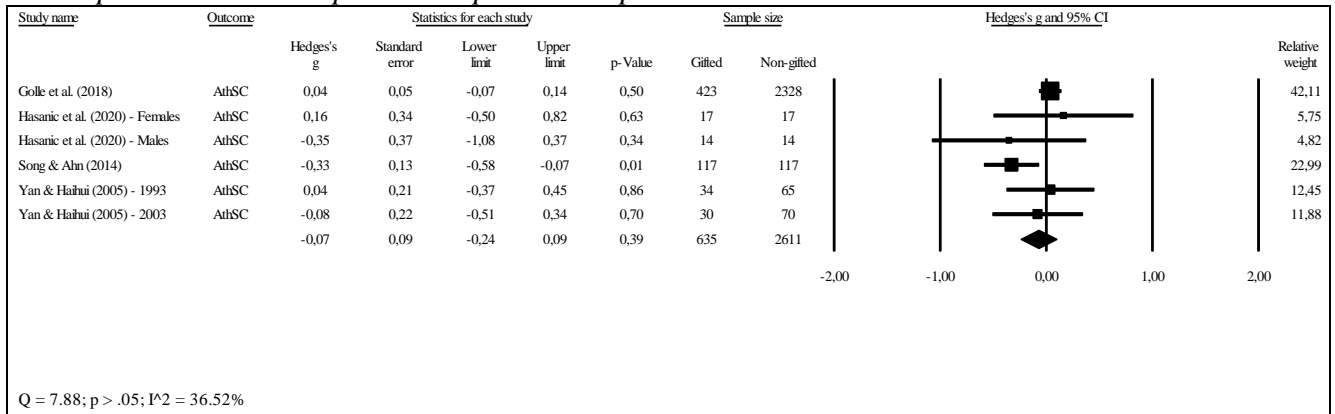 Study name Outcome Statistics for each study Sample size Hedges's g and 95% CI
Hedges's g Standard error Lower limit Upper limit p-Value Gifted Non-gifted Relative weight
Golle et al. (2018) AthSC 0,04 0,05 -0,07 0,14 0,50 423 2328 42,11
Hasanic et al. (2020) - Females AthSC 0,16 0,34 -0,50 0,82 0,63 17 17 5,75
Hasanic et al. (2020) - Males AthSC -0,35 0,37 -1,08 0,37 0,34 14 14 4,82
Song & Ahn (2014) AthSC -0,33 0,13 -0,58 -0,07 0,01 117 117 22,99
Yan & Haihui (2005) - 1993 AthSC 0,04 0,21 -0,37 0,45 0,86 34 65 12,45
Yan & Haihui (2005) - 2003 AthSC -0,08 0,22 -0,51 0,34 0,70 30 70 11,88
-0,07 0,09 -0,24 0,09 0,39 635 2611
-2,00 -1,00 0,00 1,00 2,00
Q = 7.88; p > .05; I^2 = 36.52%